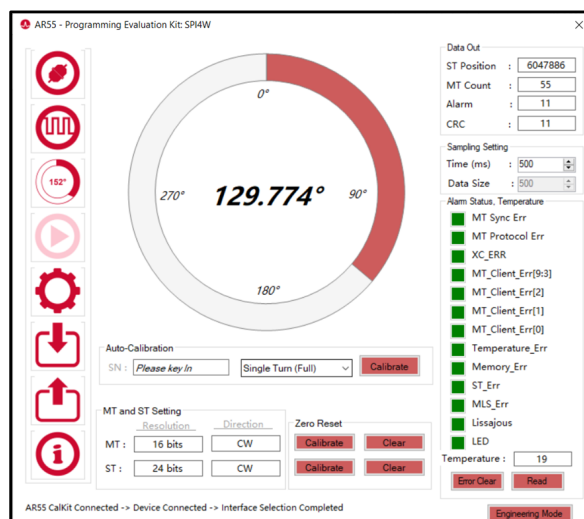 AR55 - Programming Evaluation Kit: SPI4W
152°
0°
90°
180°
270°
129.774°
Data Out
ST Position : 6047886
MT Count : 55
Alarm : 11
CRC : 11
Sampling Setting
Time (ms) : 500
Data Size : 500
Alarm Status, Temperature
MT Sync Err
MT Protocol Err
XC_ERR
MT_Client_Err[9:3]
MT_Client_Err[2]
MT_Client_Err[1]
MT_Client_Err[0]
Temperature_Err
Memory_Err
ST_Err
MLS_Err
Lissajous
LED
Temperature : 19
Error Clear Read
Engineering Mode
Auto-Calibration
SN : Please key In Single Turn (Full) Calibrate
MT and ST Setting
Resolution Direction
MT : 16 bits CW
ST : 24 bits CW
Zero Reset
Calibrate Clear
Calibrate Clear
AR55 CalKit Connected -> Device Connected -> Interface Selection Completed